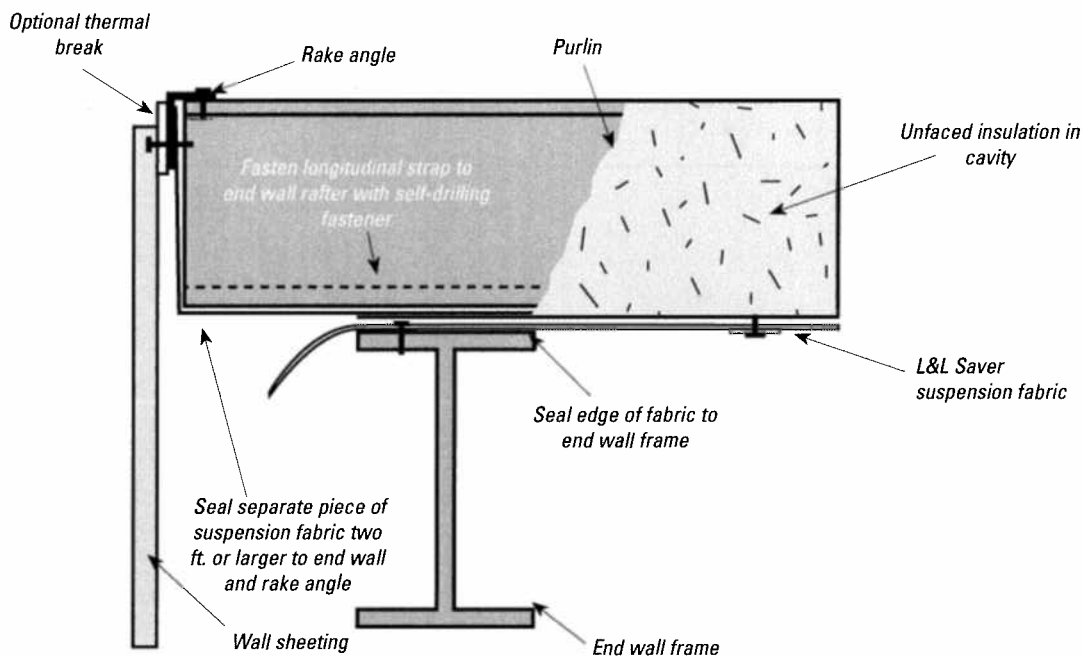 Optional thermal
break
Rake angle
Purlin
Unfaced insulation in
cavity
Fasten longitudinal strap to
end wall rafter with self-drilling
fastener
L&L Saver
suspension fabric
Seal edge of fabric to
end wall frame
Seal separate piece of
suspension fabric two
ft. or larger to end wall
and rake angle
Wall sheeting
End wall frame